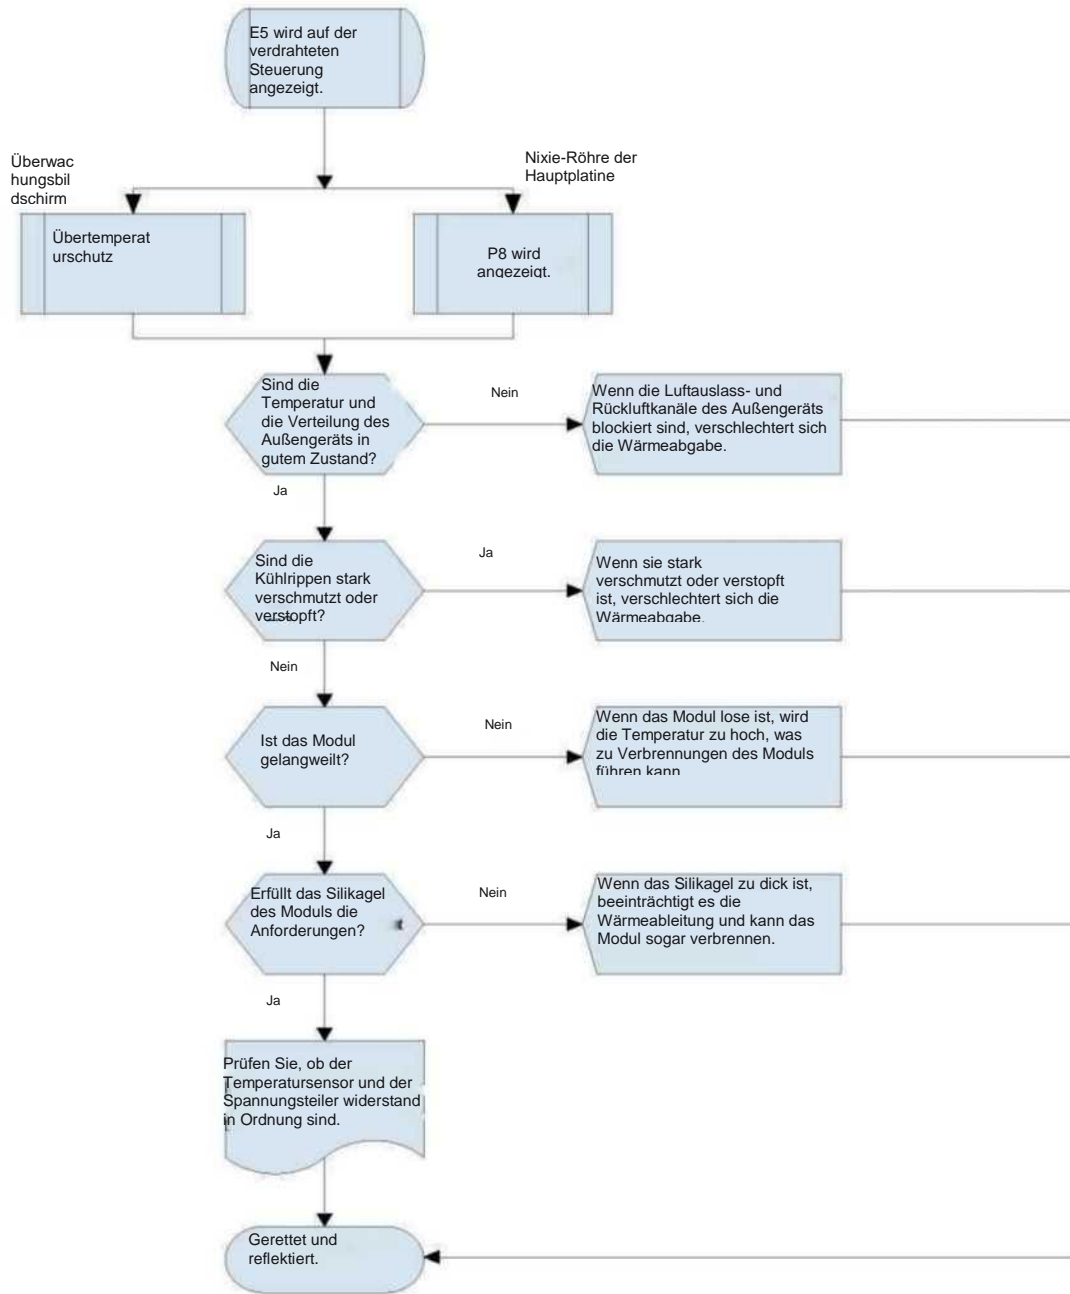 E5 wird auf der
verdrahteten
Steuerung
angezeigt.
Überwac
hungsbil
dschirm
Nixie-Röhre der
Hauptplatine
Übertemperat
urschutz
P8 wird
angezeigt.
Sind die
Temperatur und
die Verteilung des
Außengeräts in
gutem Zustand?
Nein
Wenn die Luftauslass- und
Rückluftkanäle des Außengeräts
blockiert sind, verschlechtert sich
die Wärmeabgabe.
Ja
Sind die
Kühlrippen stark
verschmutzt oder
verstopft?
Ja
Wenn sie stark
verschmutzt oder verstopft
ist, verschlechtert sich die
Wärmeabgabe.
Nein
Ist das Modul
gelangweilt?
Nein
Wenn das Modul lose ist, wird
die Temperatur zu hoch, was
zu Verbrennungen des Moduls
führen kann
Ja
Erfüllt das Silikagel
des Moduls die
Anforderungen?
Nein
Wenn das Silikagel zu dick ist,
beeinträchtigt es die
Wärmeableitung und kann das
Modul sogar verbrennen.
Ja
Prüfen Sie, ob der
Temperatursensor und der
Spannungsteiler widerstand
in Ordnung sind.
Gerettet und
reflektiert.